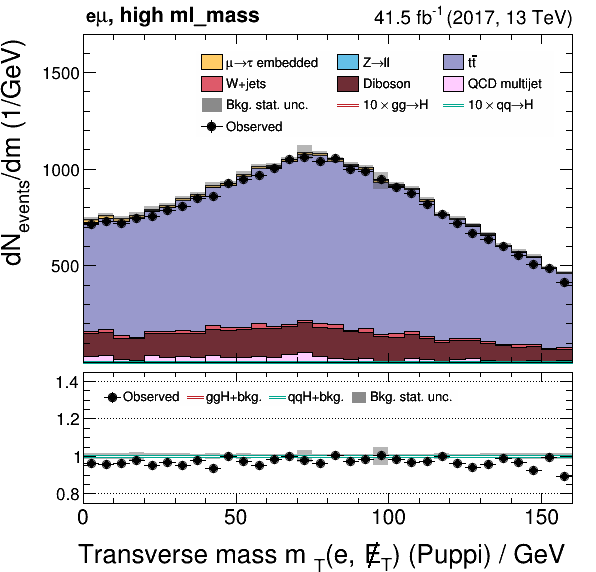 eμ, high ml_mass 41.5 fb⁻¹ (2017, 13 TeV)
dN_events/dm (1/GeV)
1500
1000
500
μ→τ embedded Z→ll tt̄
W+jets Diboson QCD multijet
Bkg. stat. unc. 10 × gg→H 10 × qq→H
Observed
1.4
1.2
1
0.8
Observed ggH+bkg. qqH+bkg. Bkg. stat. unc.
0 50 100 150
Transverse mass m_T(e, E̸_T) (Puppi) / GeV